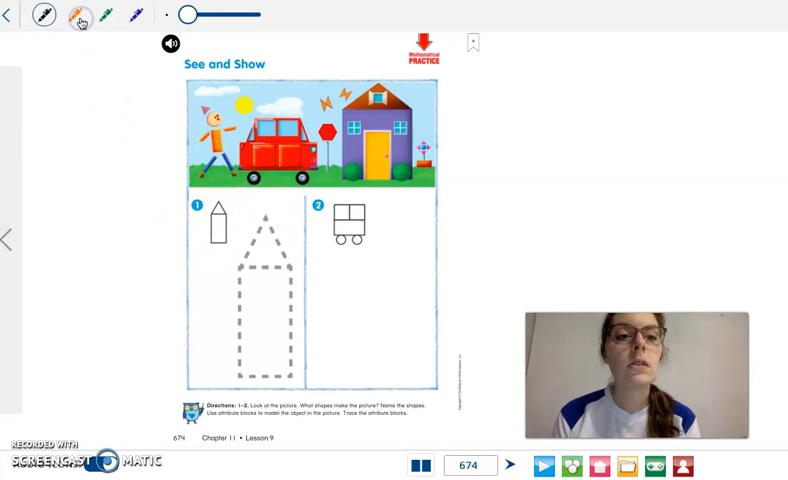 See and Show
Mathematical
PRACTICE
1
2
Directions: 1–2. Look at the picture. What shapes make the picture? Name the shapes.
Use attribute blocks to model the object in the picture. Trace the attribute blocks.
674 Chapter 11 • Lesson 9
RECORDED WITH
SCREENCAST MATIC
674